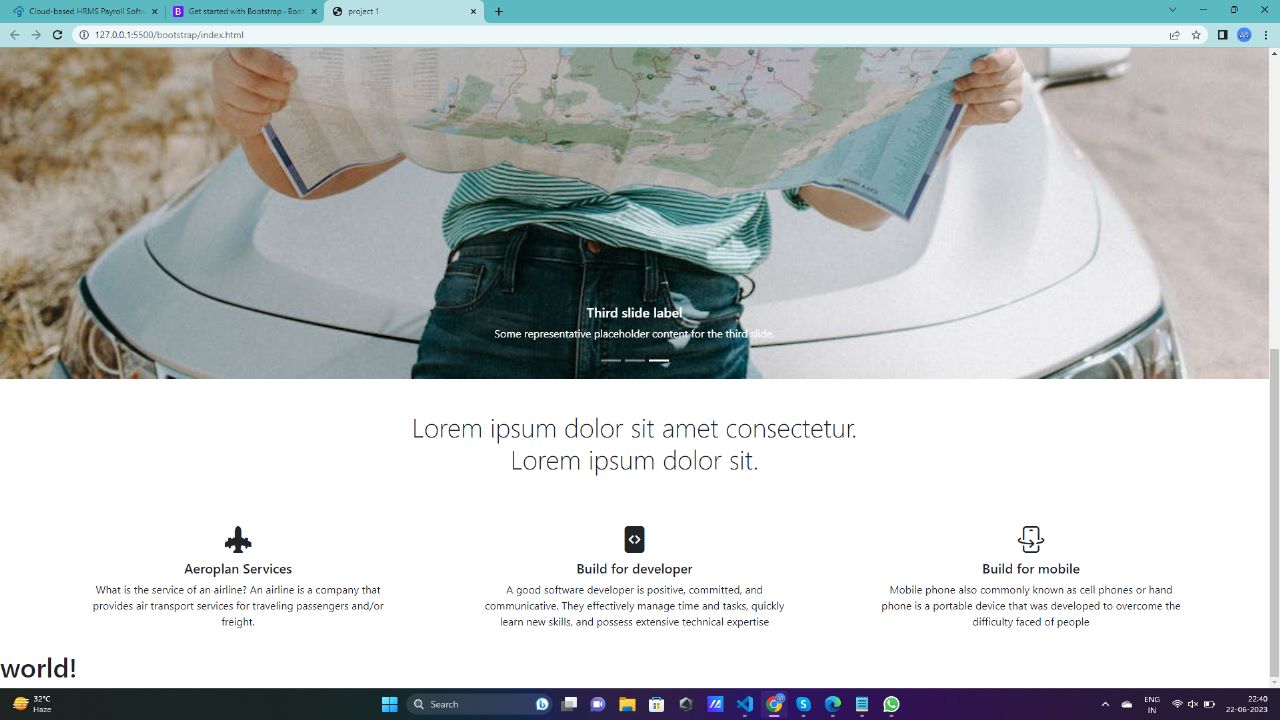 Cloud-based HRMS Payroll Softw
Get started with Bootstrap · Boot
project 1
127.0.0.1:5500/bootstrap/index.html
Third slide label
Some representative placeholder content for the third slide.
Lorem ipsum dolor sit amet consectetur.
Lorem ipsum dolor sit.
Aeroplan Services
What is the service of an airline? An airline is a company that
provides air transport services for traveling passengers and/or
freight.
Build for developer
A good software developer is positive, committed, and
communicative. They effectively manage time and tasks, quickly
learn new skills, and possess extensive technical expertise
Build for mobile
Mobile phone also commonly known as cell phones or hand
phone is a portable device that was developed to overcome the
difficulty faced of people
world!
32°C
Haze
Search
ENG
IN
22:40
22-06-2023